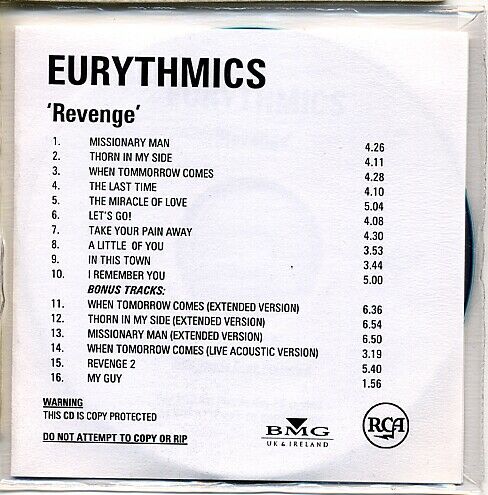 EURYTHMICS
'Revenge'
1. MISSIONARY MAN 4.26
2. THORN IN MY SIDE 4.11
3. WHEN TOMMORROW COMES 4.28
4. THE LAST TIME 4.10
5. THE MIRACLE OF LOVE 5.04
6. LET'S GO! 4.08
7. TAKE YOUR PAIN AWAY 4.30
8. A LITTLE OF YOU 3.53
9. IN THIS TOWN 3.44
10. I REMEMBER YOU 5.00
BONUS TRACKS:
11. WHEN TOMORROW COMES (EXTENDED VERSION) 6.36
12. THORN IN MY SIDE (EXTENDED VERSION) 6.54
13. MISSIONARY MAN (EXTENDED VERSION) 6.50
14. WHEN TOMORROW COMES (LIVE ACOUSTIC VERSION) 3.19
15. REVENGE 2 5.40
16. MY GUY 1.56
WARNING
THIS CD IS COPY PROTECTED
DO NOT ATTEMPT TO COPY OR RIP
BMG
UK & IRELAND
RCA